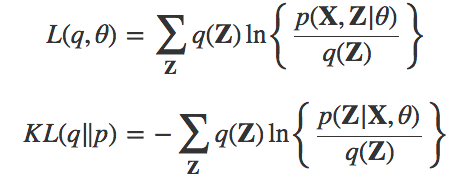 L(q, θ) = ∑_Z q(Z) ln { p(X, Z|θ) / q(Z) }
KL(q||p) = − ∑_Z q(Z) ln { p(Z|X, θ) / q(Z) }